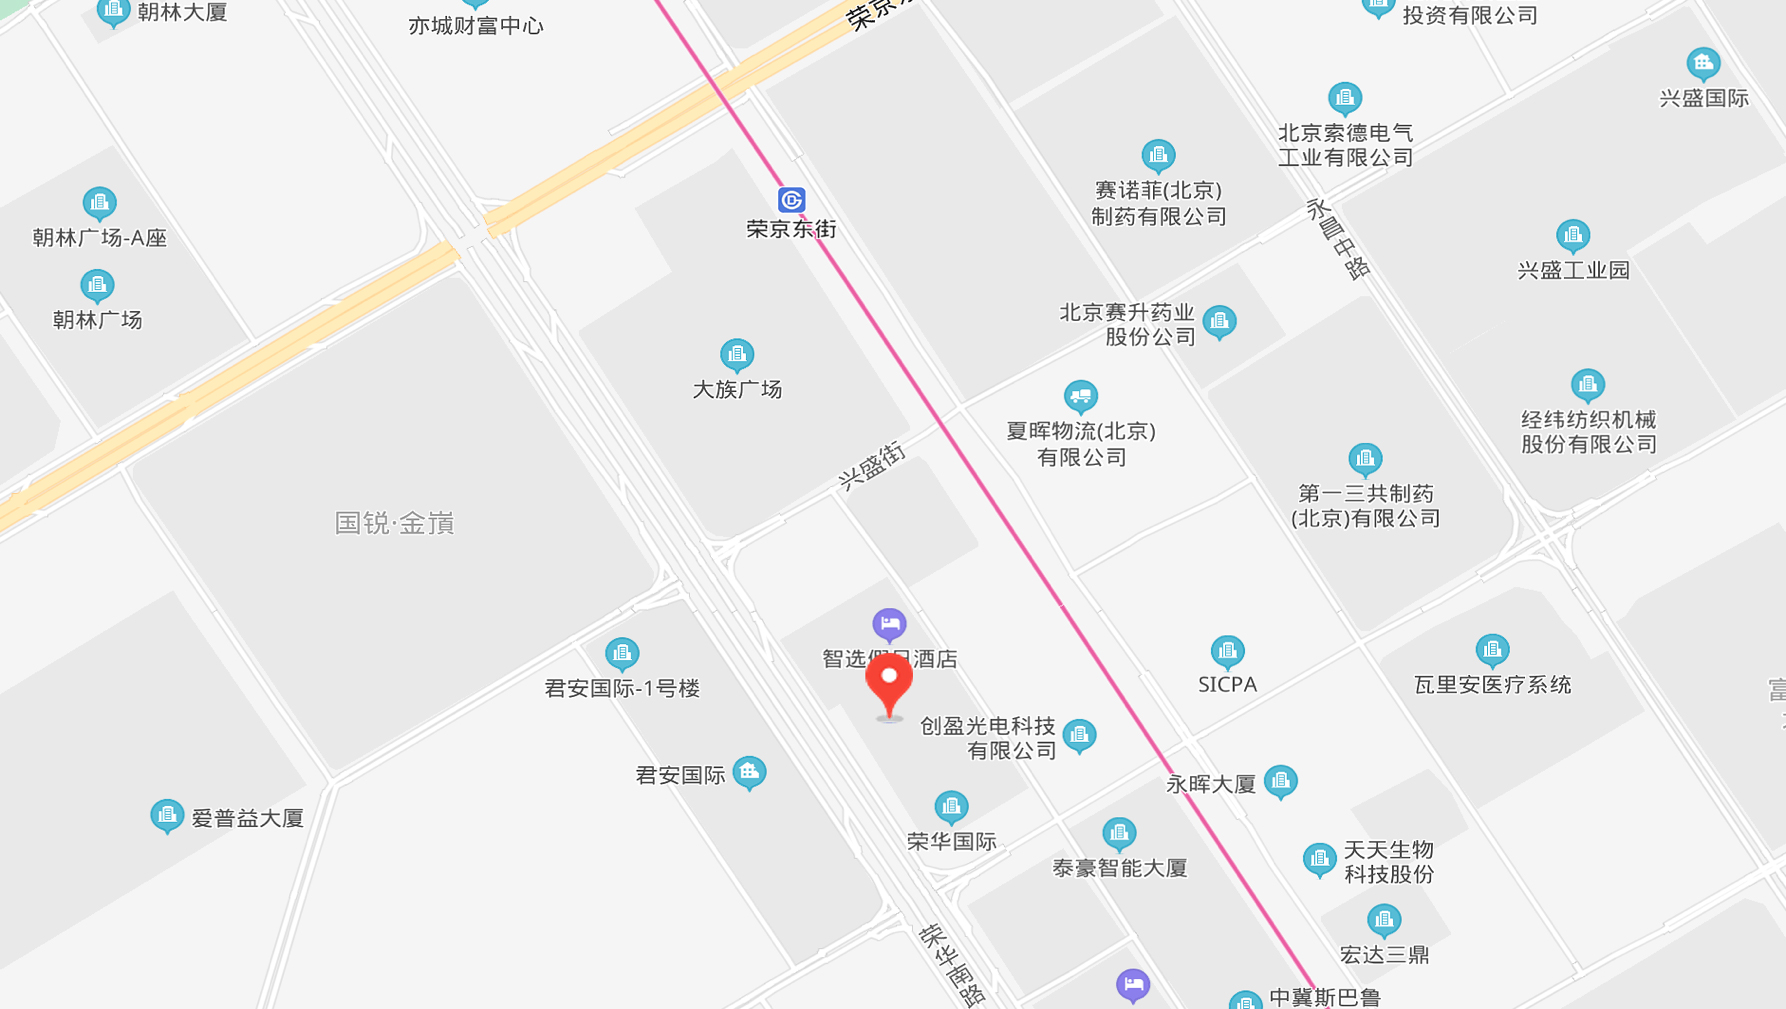 朝林大厦
亦城财富中心
荣京东
投资有限公司
兴盛国际
北京索德电气
工业有限公司
赛诺菲(北京)
制药有限公司
永昌中路
朝林广场-A座
荣京东街
兴盛工业园
朝林广场
北京赛升药业
股份公司
大族广场
夏晖物流(北京)
有限公司
经纬纺织机械
股份有限公司
兴盛街
第一三共制药
(北京)有限公司
国锐·金嵿
智选假日酒店
君安国际-1号楼
SICPA
瓦里安医疗系统
富
创盈光电科技
有限公司
君安国际
永晖大厦
爱普益大厦
荣华国际
泰豪智能大厦
天天生物
科技股份
荣华南路
宏达三鼎
中冀斯巴鲁